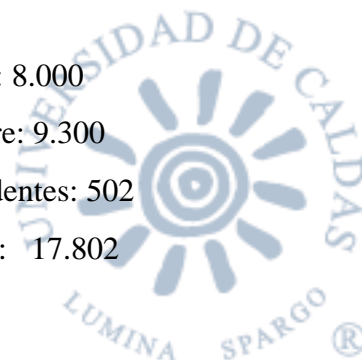 : 8.000
re: 9.300
dentes: 502
: 17.802
UNIVERSIDAD DE CALDAS
LUMINA SPARGO
®